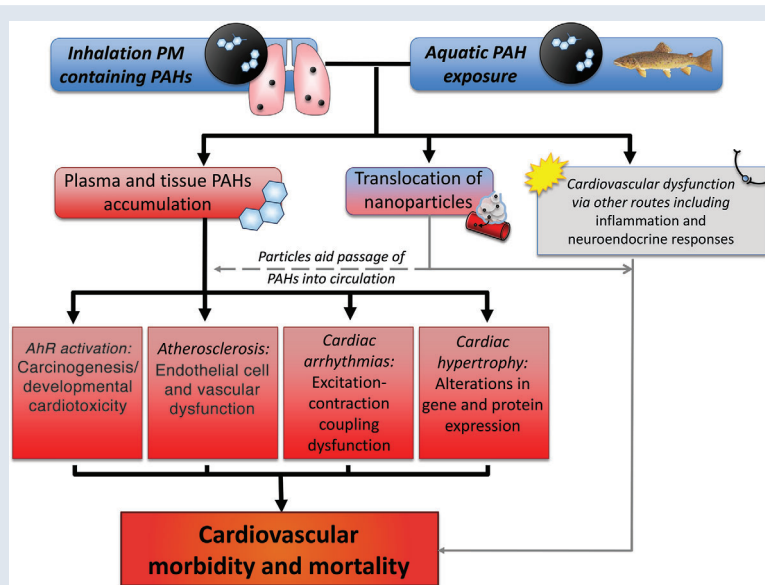 Inhalation PM
containing PAHs
Aquatic PAH
exposure
Plasma and tissue PAHs
accumulation
Translocation of
nanoparticles
Cardiovascular dysfunction
via other routes including
inflammation and
neuroendocrine responses
Particles aid passage of
PAHs into circulation
AhR activation:
Carcinogenesis/
developmental
cardiotoxicity
Atherosclerosis:
Endothelial cell
and vascular
dysfunction
Cardiac
arrhythmias:
Excitation-
contraction
coupling
dysfunction
Cardiac
hypertrophy:
Alterations in
gene and protein
expression
Cardiovascular
morbidity and mortality